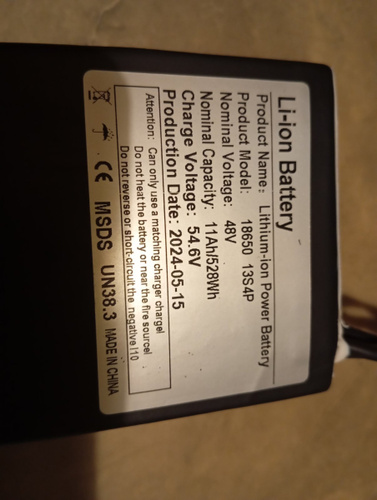 Li-ion Battery
Product Name: Lithium-ion Power Battery
Product Model: 18650 13S4P
Nominal Voltage: 48V
Nominal Capacity: 11Ah/528Wh
Charge Voltage: 54.6V
Production Date: 2024-05-15
Attention: Can only use a matching charger charge!
Do not heat the battery or near the fire source!
Do not reverse or short-circuit the negative!10
CE MSDS UN38.3 MADE IN CHINA